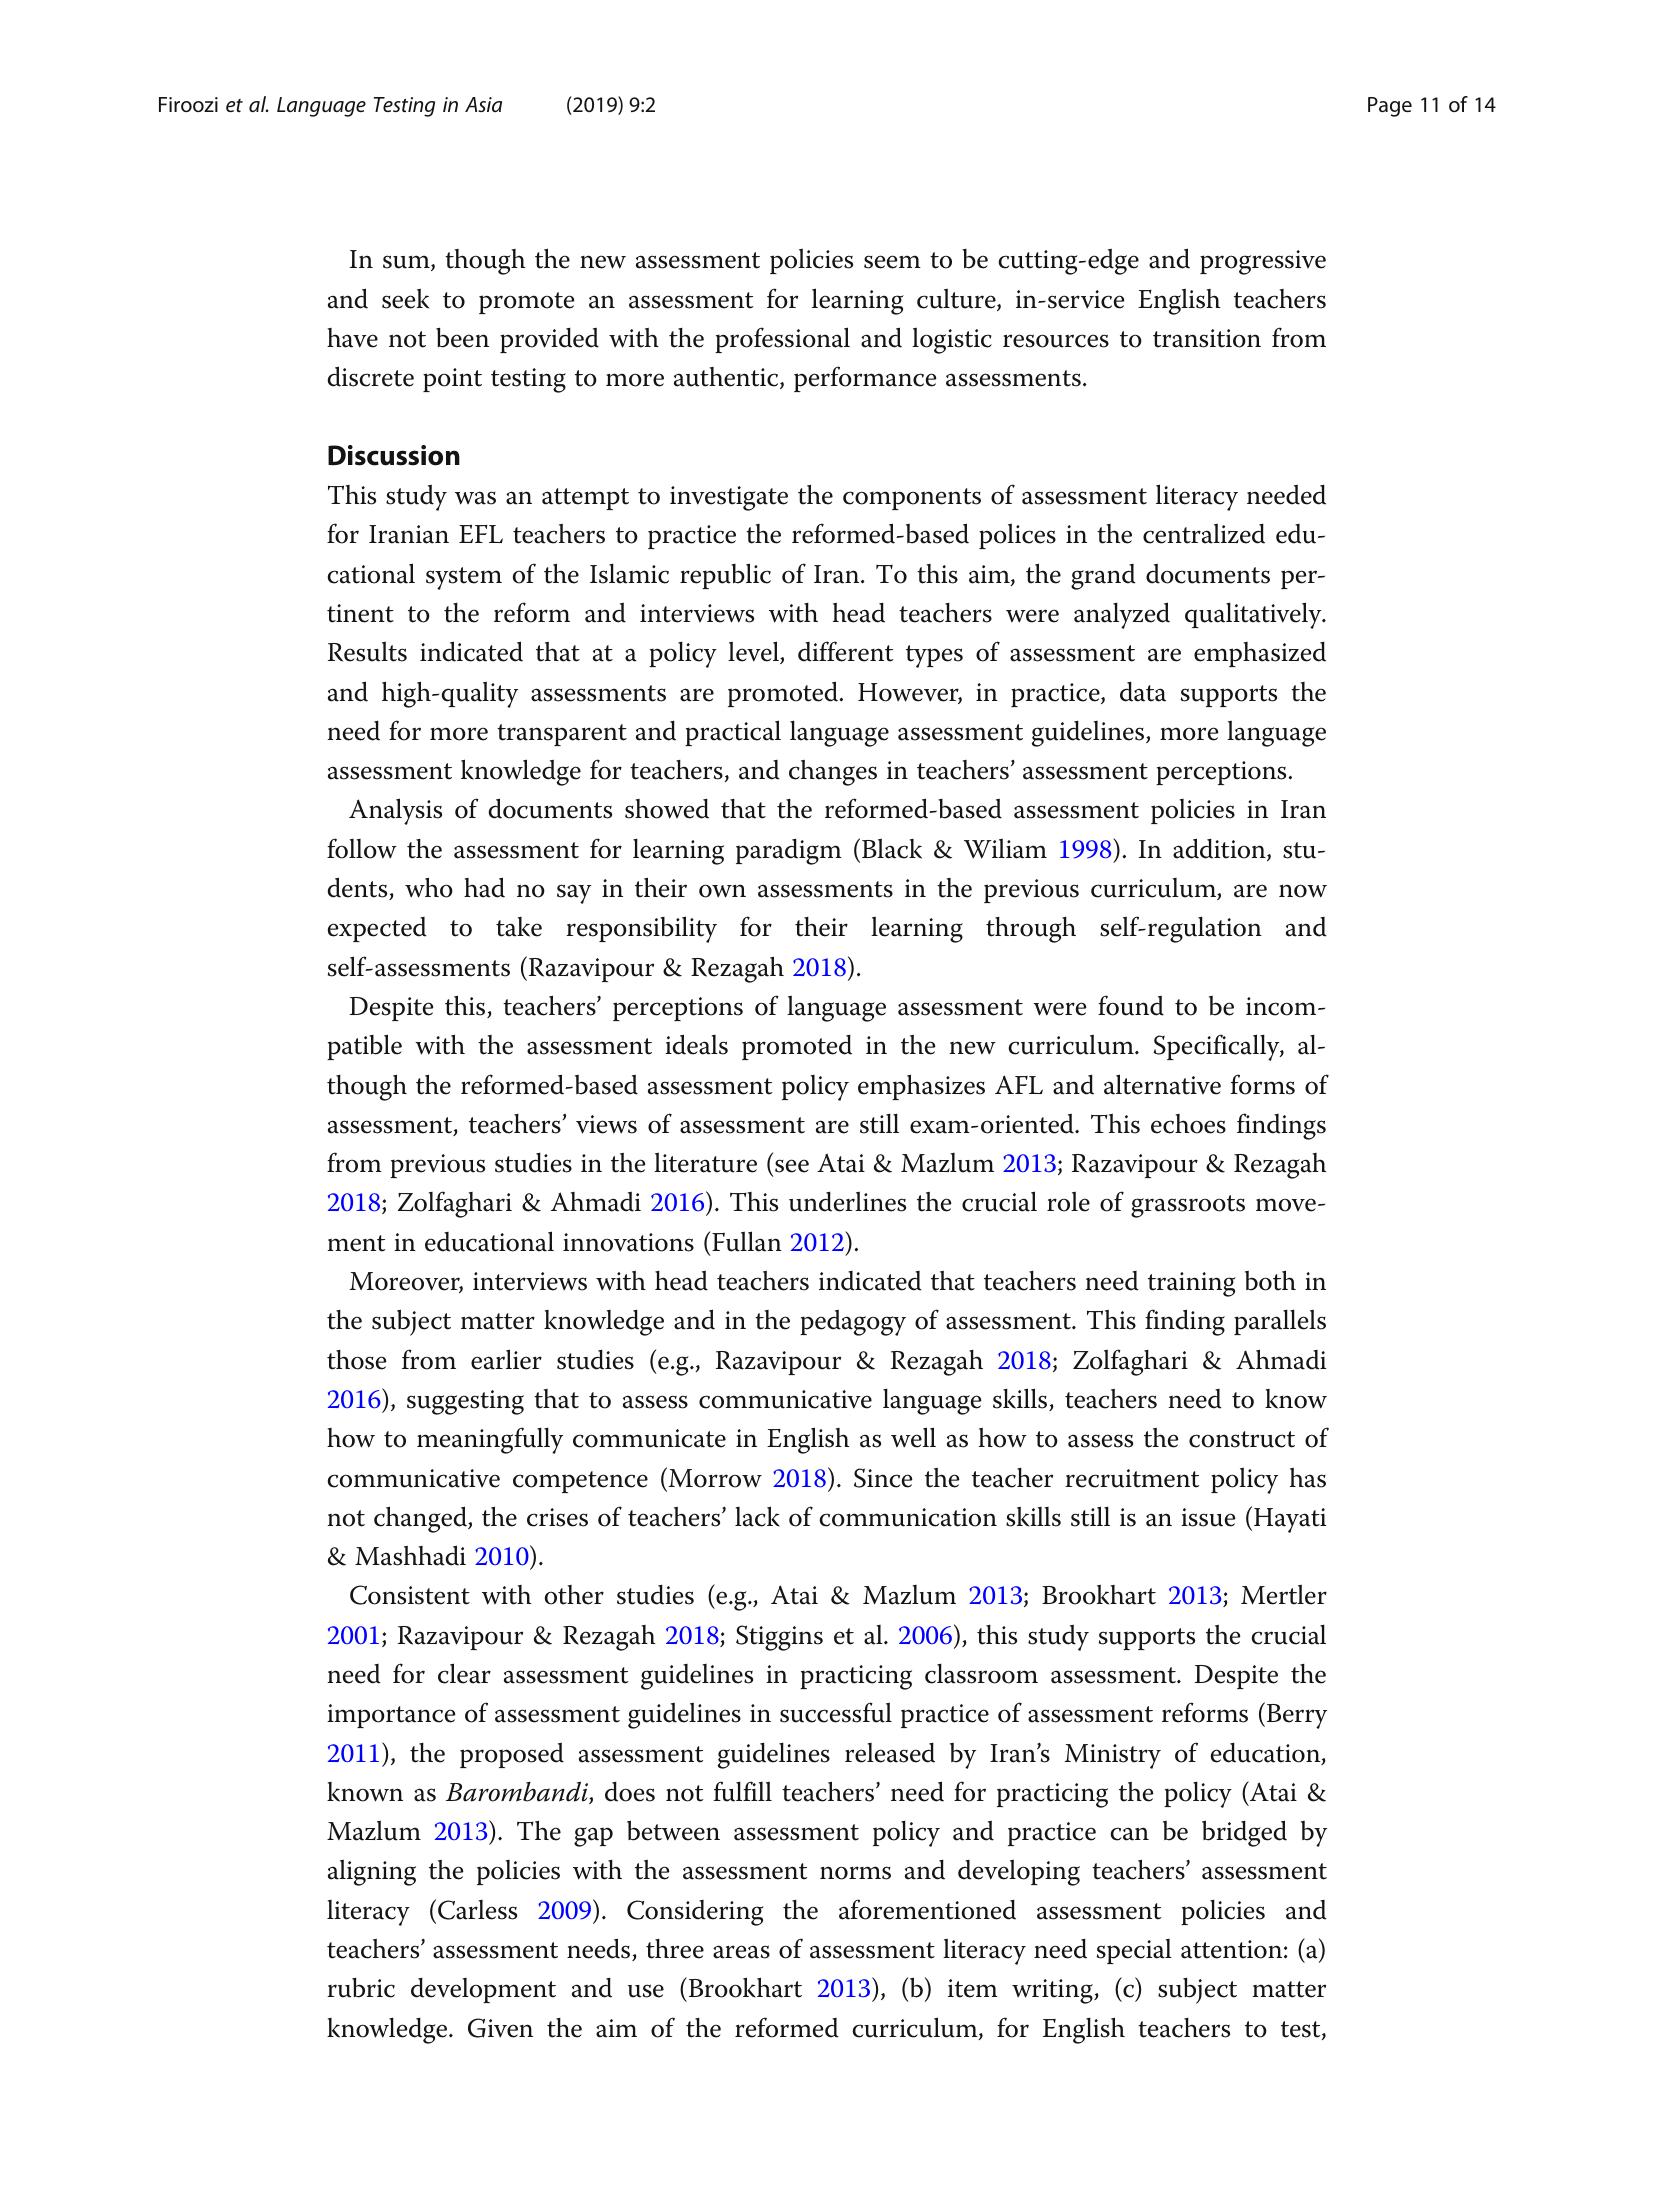 Firoozi et al. Language Testing in Asia (2019) 9:2 Page 11 of 14
In sum, though the new assessment policies seem to be cutting-edge and progressive
and seek to promote an assessment for learning culture, in-service English teachers
have not been provided with the professional and logistic resources to transition from
discrete point testing to more authentic, performance assessments.
Discussion
This study was an attempt to investigate the components of assessment literacy needed
for Iranian EFL teachers to practice the reformed-based polices in the centralized edu-
cational system of the Islamic republic of Iran. To this aim, the grand documents per-
tinent to the reform and interviews with head teachers were analyzed qualitatively.
Results indicated that at a policy level, different types of assessment are emphasized
and high-quality assessments are promoted. However, in practice, data supports the
need for more transparent and practical language assessment guidelines, more language
assessment knowledge for teachers, and changes in teachers’ assessment perceptions.
Analysis of documents showed that the reformed-based assessment policies in Iran
follow the assessment for learning paradigm (Black & Wiliam 1998). In addition, stu-
dents, who had no say in their own assessments in the previous curriculum, are now
expected to take responsibility for their learning through self-regulation and
self-assessments (Razavipour & Rezagah 2018).
Despite this, teachers’ perceptions of language assessment were found to be incom-
patible with the assessment ideals promoted in the new curriculum. Specifically, al-
though the reformed-based assessment policy emphasizes AFL and alternative forms of
assessment, teachers’ views of assessment are still exam-oriented. This echoes findings
from previous studies in the literature (see Atai & Mazlum 2013; Razavipour & Rezagah
2018; Zolfaghari & Ahmadi 2016). This underlines the crucial role of grassroots move-
ment in educational innovations (Fullan 2012).
Moreover, interviews with head teachers indicated that teachers need training both in
the subject matter knowledge and in the pedagogy of assessment. This finding parallels
those from earlier studies (e.g., Razavipour & Rezagah 2018; Zolfaghari & Ahmadi
2016), suggesting that to assess communicative language skills, teachers need to know
how to meaningfully communicate in English as well as how to assess the construct of
communicative competence (Morrow 2018). Since the teacher recruitment policy has
not changed, the crises of teachers’ lack of communication skills still is an issue (Hayati
& Mashhadi 2010).
Consistent with other studies (e.g., Atai & Mazlum 2013; Brookhart 2013; Mertler
2001; Razavipour & Rezagah 2018; Stiggins et al. 2006), this study supports the crucial
need for clear assessment guidelines in practicing classroom assessment. Despite the
importance of assessment guidelines in successful practice of assessment reforms (Berry
2011), the proposed assessment guidelines released by Iran’s Ministry of education,
known as Barombandi, does not fulfill teachers’ need for practicing the policy (Atai &
Mazlum 2013). The gap between assessment policy and practice can be bridged by
aligning the policies with the assessment norms and developing teachers’ assessment
literacy (Carless 2009). Considering the aforementioned assessment policies and
teachers’ assessment needs, three areas of assessment literacy need special attention: (a)
rubric development and use (Brookhart 2013), (b) item writing, (c) subject matter
knowledge. Given the aim of the reformed curriculum, for English teachers to test,